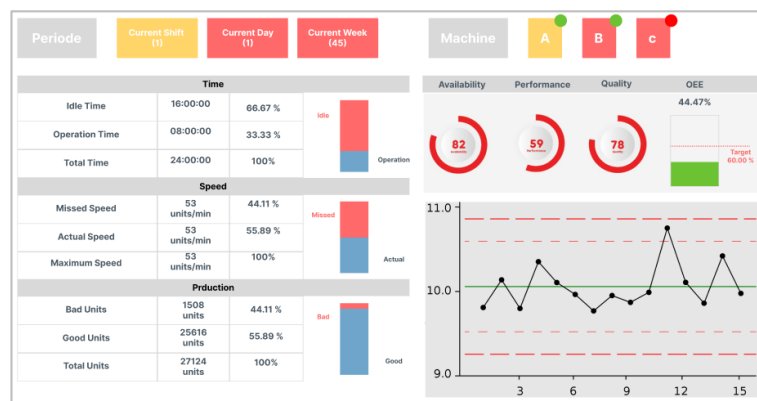 Periode
Current Shift
(1)
Current Day
(1)
Current Week
(45)
Machine
A
B
c
Time
Idle Time
16:00:00
66.67 %
Operation Time
08:00:00
33.33 %
Total Time
24:00:00
100%
Idle
Operation
Speed
Missed Speed
53
units/min
44.11 %
Actual Speed
53
units/min
55.89 %
Maximum Speed
53
units/min
100%
Missed
Actual
Prduction
Bad Units
1508
units
44.11 %
Good Units
25616
units
55.89 %
Total Units
27124
units
100%
Bad
Good
Availability
Performance
Quality
OEE
44.47%
82
59
78
Target
60.00 %
11.0
10.0
9.0
3
6
9
12
15